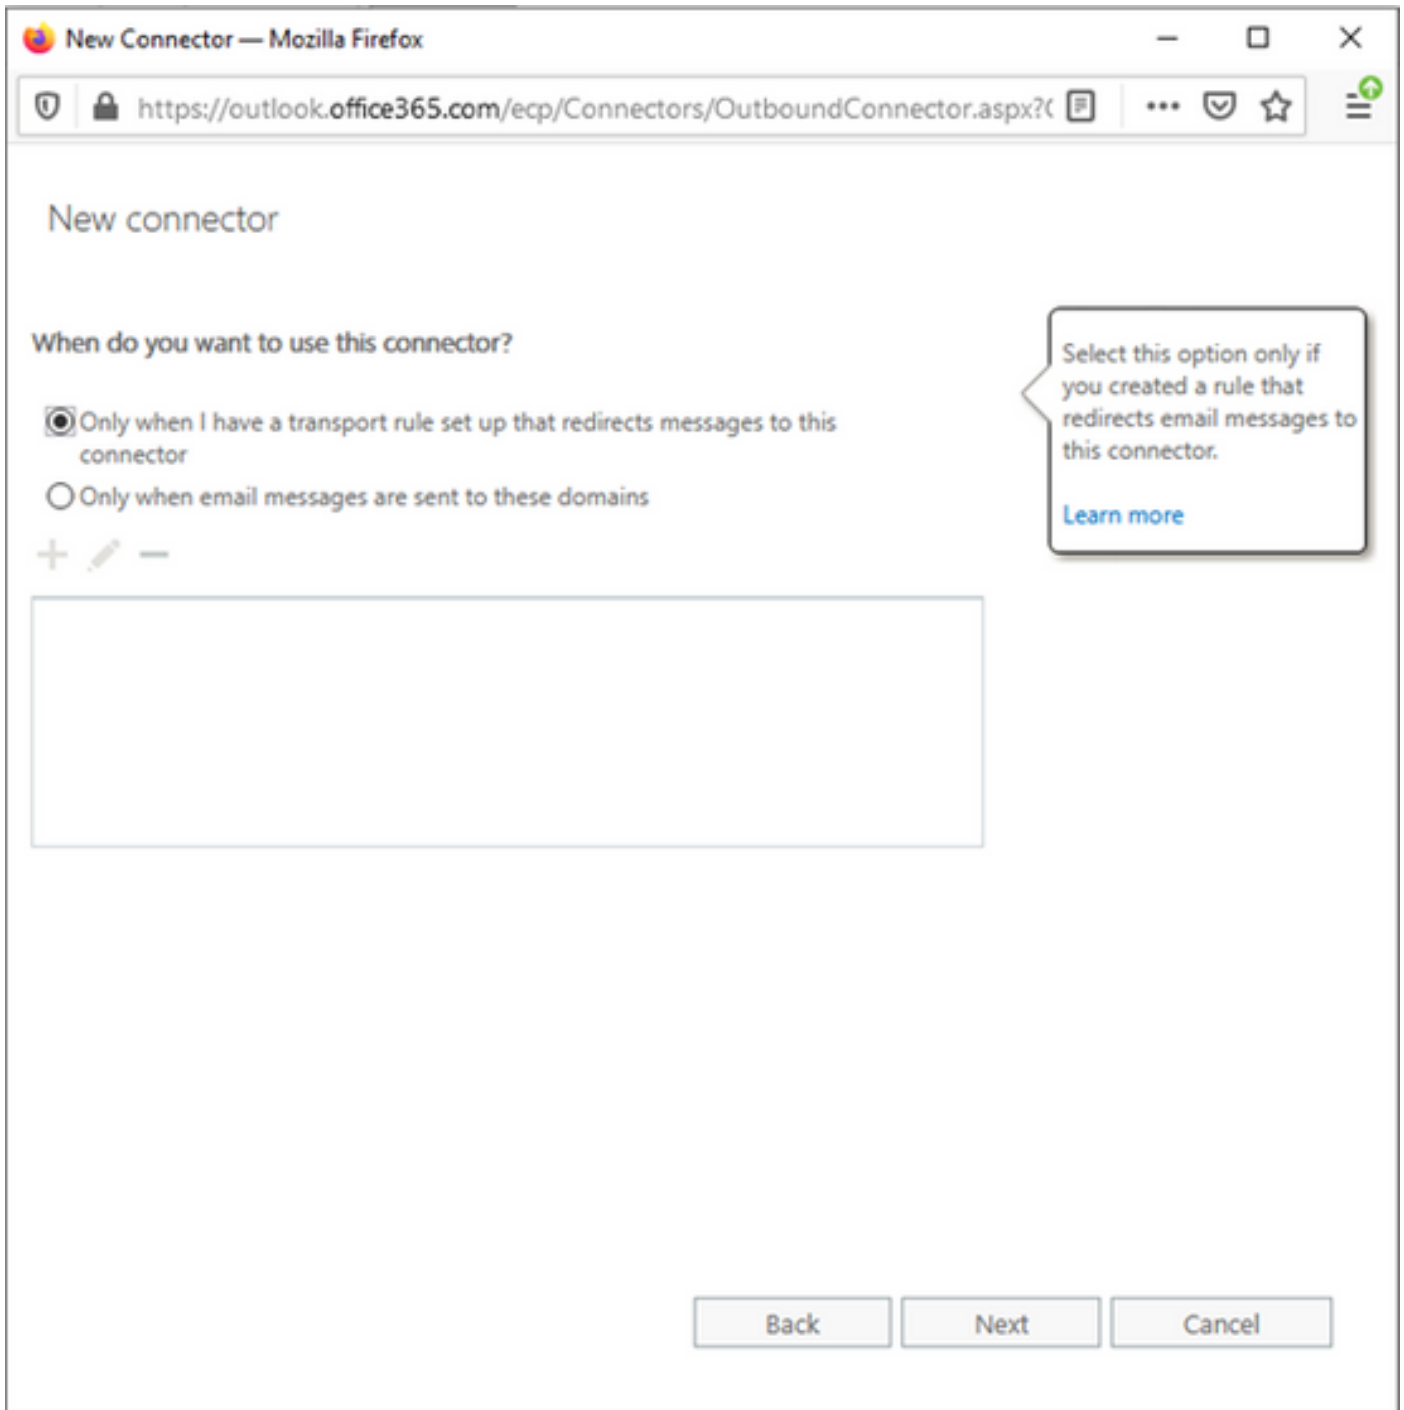 New Connector — Mozilla Firefox
https://outlook.office365.com/ecp/Connectors/OutboundConnector.aspx?(
New connector
When do you want to use this connector?
Only when I have a transport rule set up that redirects messages to this
connector
Only when email messages are sent to these domains
Select this option only if
you created a rule that
redirects email messages to
this connector.
Learn more
Back
Next
Cancel